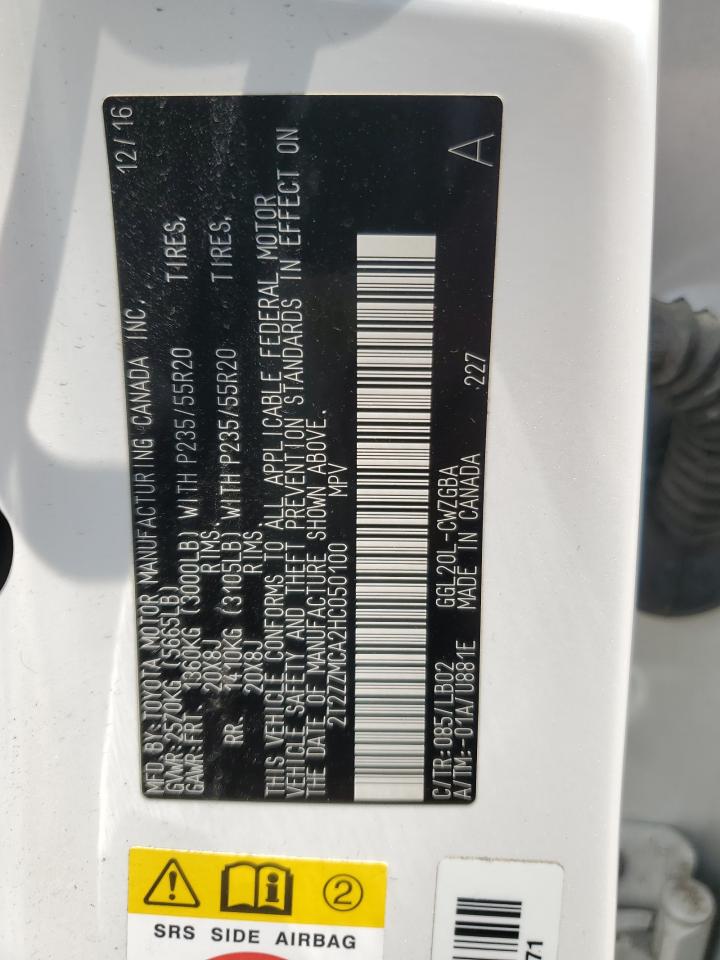 MFD BY:TOYOTA MOTOR MANUFACTURING CANADA INC. 12/16
GVWR:2570KG (5665LB)
GAWR:FRT. 1360KG (3000LB) WITH P235/55R20 TIRES,
20X8J RIMS,
RR. 1410KG (3105LB) WITH P235/55R20 TIRES,
20X8J RIMS.
THIS VEHICLE CONFORMS TO ALL APPLICABLE FEDERAL MOTOR
VEHICLE SAFETY AND THEFT PREVENTION STANDARDS IN EFFECT ON
THE DATE OF MANUFACTURE SHOWN ABOVE.
2T2ZZMCA2HC050100 MPV
C/TR:085/LB02 GGL20L-CWZGBA
A/TM:-01A/U881E MADE IN CANADA 227 A
2
SRS SIDE AIRBAG
71